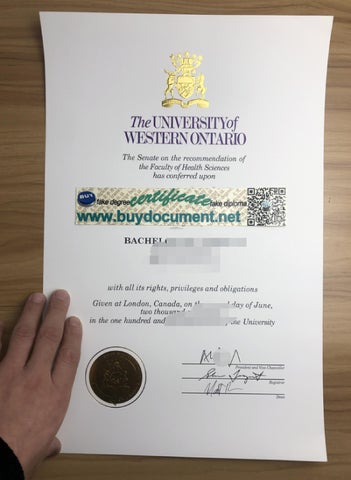 The UNIVERSITY of
WESTERN ONTARIO
The Senate on the recommendation of
the Faculty of Health Sciences
has conferred upon
BUY fake degree certificate fake diploma
www.buydocument.net
BACHEL
with all its rights, privileges and obligations
Given at London, Canada, on the day of June,
two thousand
in the one hundred and the University
President and Vice-Chancellor
Registrar
Dean